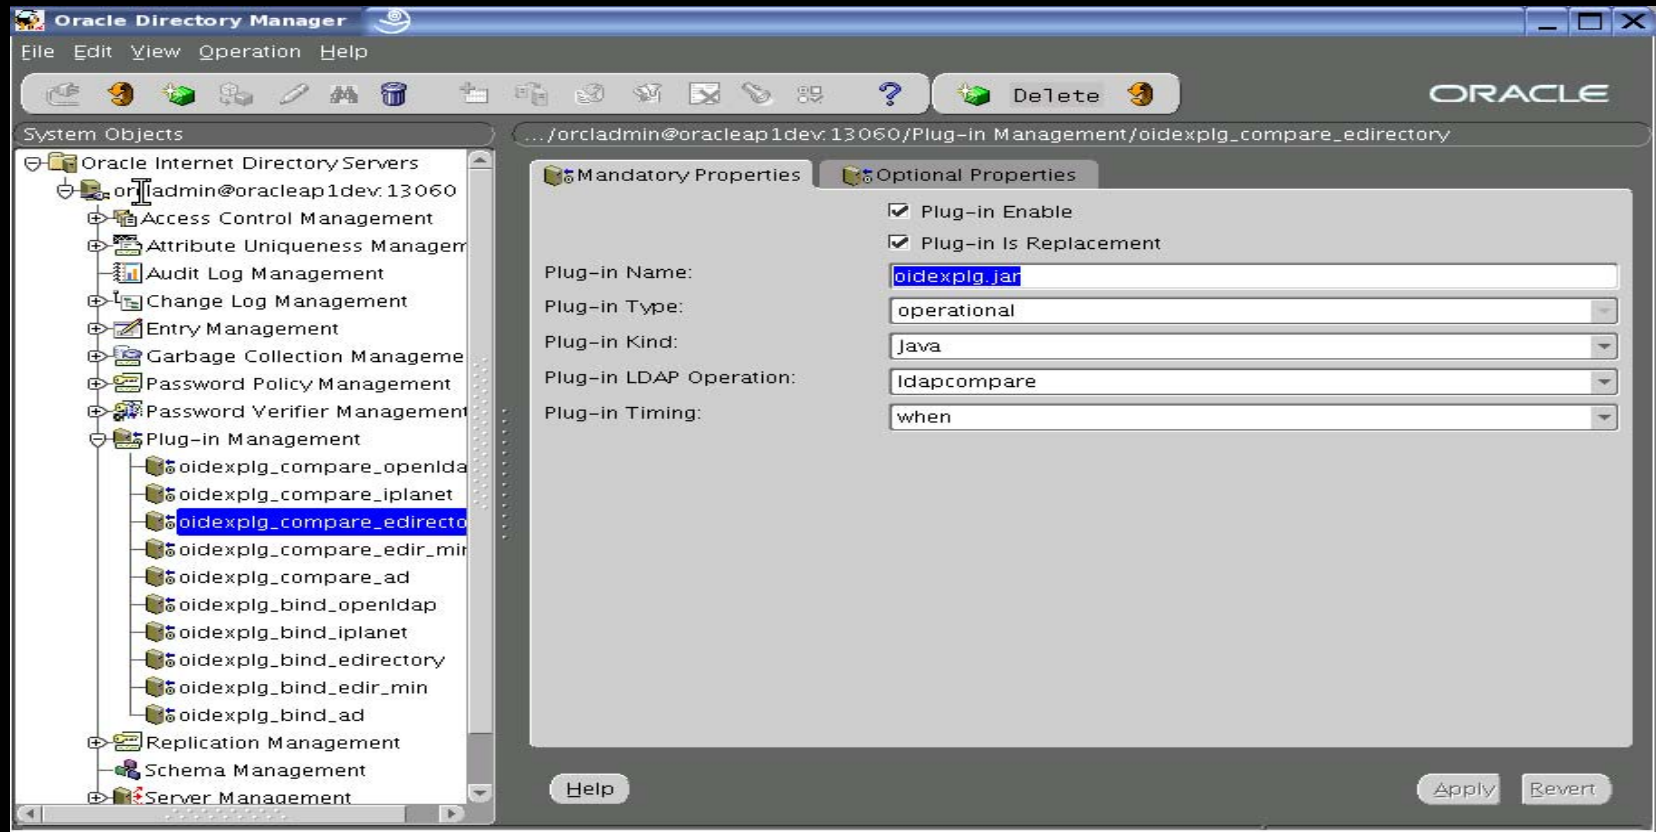 Oracle Directory Manager
File Edit View Operation Help
Delete
ORACLE
System Objects
.../orcladmin@oracleap1dev:13060/Plug-in Management/oidexplg_compare_edirectory
Oracle Internet Directory Servers
ladmin@oracleap1dev:13060
Access Control Management
Attribute Uniqueness Managem
Audit Log Management
Change Log Management
Entry Management
Garbage Collection Manageme
Password Policy Management
Password Verifier Management
Plug-in Management
oidexplg_compare_openlda
oidexplg_compare_iplanet
oidexplg_compare_edirecto
oidexplg_compare_edir_min
oidexplg_compare_ad
oidexplg_bind_openldap
oidexplg_bind_iplanet
oidexplg_bind_edirectory
oidexplg_bind_edir_min
oidexplg_bind_ad
Replication Management
Schema Management
Server Management
Mandatory Properties
Optional Properties
Plug-in Enable
Plug-in Is Replacement
Plug-in Name: oidexplg.jar
Plug-in Type: operational
Plug-in Kind: Java
Plug-in LDAP Operation: ldapcompare
Plug-in Timing: when
Help
Apply
Revert